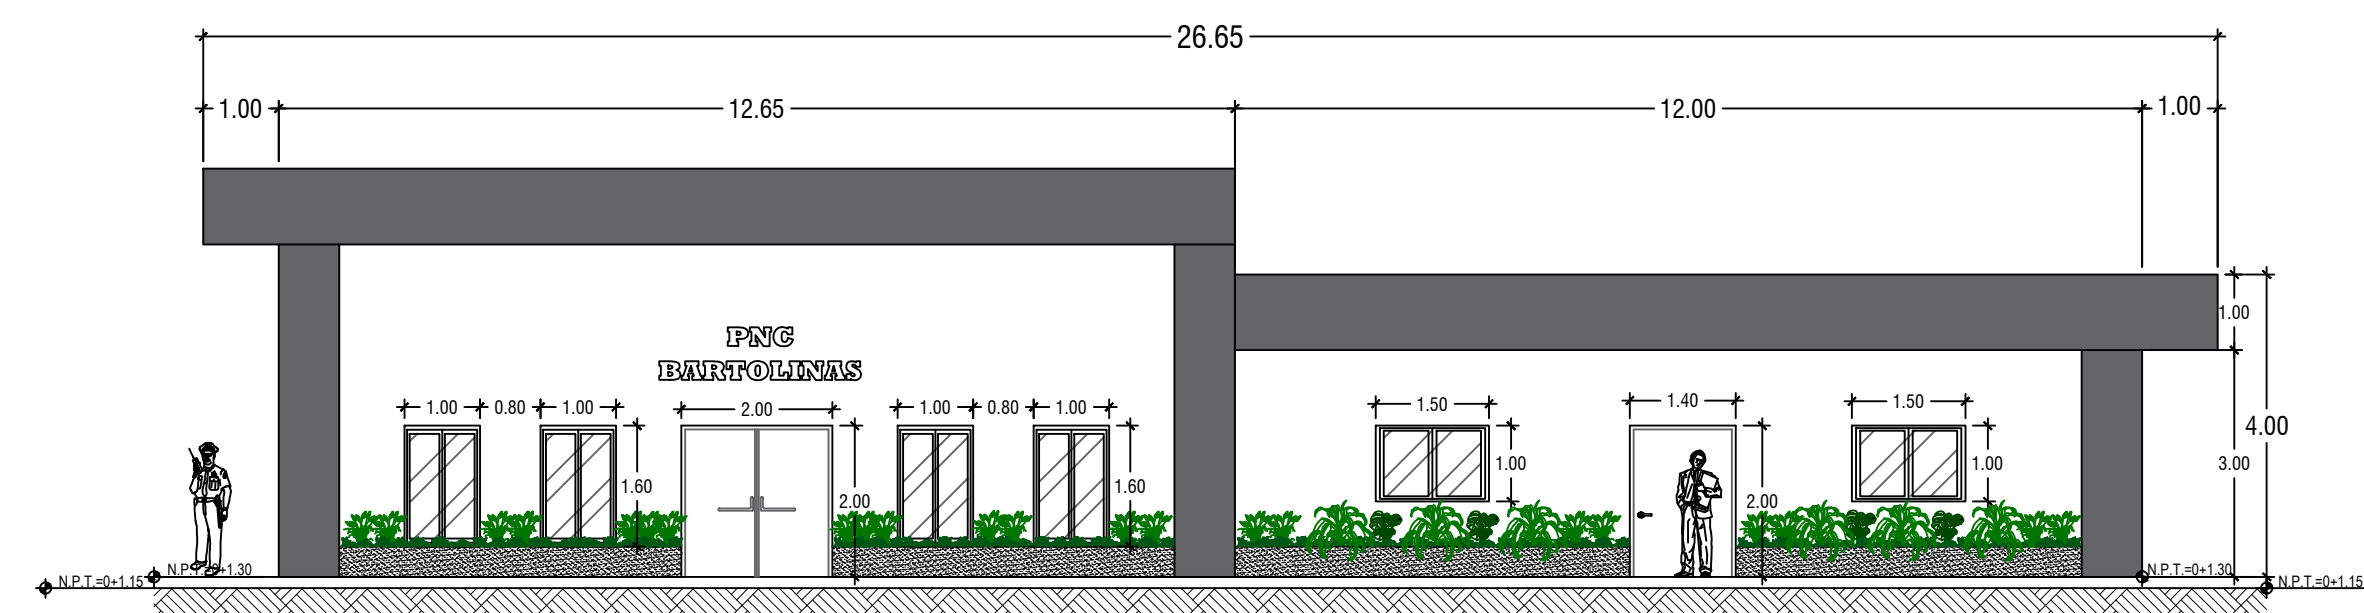 26.65
1.00 12.65 12.00 1.00
PNC
BARTOLINAS
1.00 0.80 1.00 2.00 1.00 0.80 1.00 1.50 1.40 1.50
1.00
4.00
3.00
1.60 2.00 1.60 1.00 2.00 1.00
N.P.T.=0+1.15 N.P.T.=0+1.30 N.P.T.=0+1.30 N.P.T.=0+1.15